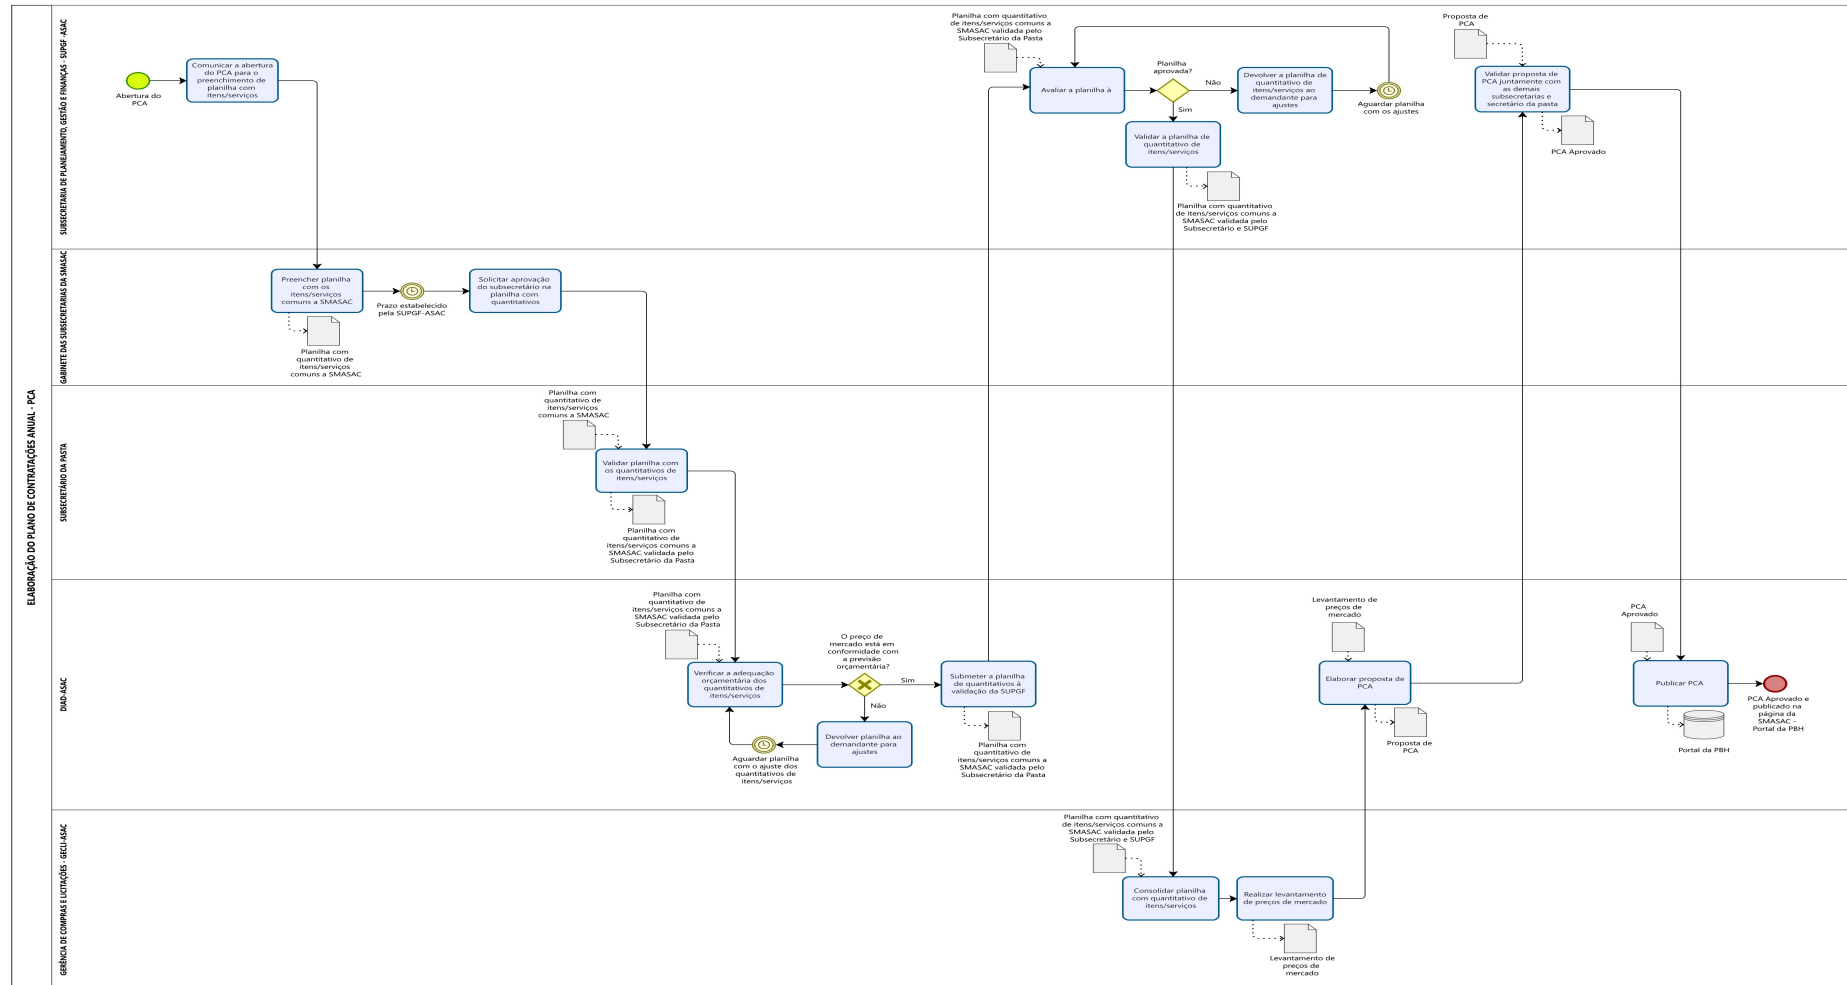 ELABORAÇÃO DO PLANO DE CONTRATAÇÕES ANUAL - PCA
SUBSECRETARIA DE PLANEJAMENTO, GESTÃO E FINANÇAS - SUPGF -ASAC
Abertura do
PCA
Comunicar a abertura
do PCA para o
preenchimento de
planilha com
itens/serviços
Planilha com quantitativo
de itens/serviços comuns a
SMASAC validada pelo
Subsecretário da Pasta
Avaliar a planilha à
Planilha
aprovada?
Não
Sim
Devolver a planilha de
quantitativo de
itens/serviços ao
demandante para
ajustes
Aguardar planilha
com os ajustes
Validar a planilha de
quantitativo de
itens/serviços
Planilha com quantitativo
de itens/serviços comuns a
SMASAC validada pelo
Subsecretário e SUPGF
Proposta de
PCA
Validar proposta de
PCA juntamente com
as demais
subsecretarias e
secretário da pasta
PCA Aprovado
GABINETE DAS SUBSECRETARIAS DA SMASAC
Preencher planilha
com os
itens/serviços
comuns a SMASAC
Planilha com
quantitativo de
itens/serviços
comuns a SMASAC
Prazo estabelecido
pela SUPGF-ASAC
Solicitar aprovação
do subsecretário na
planilha com
quantitativos
SUBSECRETÁRIO DA PASTA
Planilha com
quantitativo de
itens/serviços
comuns a SMASAC
Validar planilha com
os quantitativos de
itens/serviços
Planilha com
quantitativo de
itens/serviços comuns a
SMASAC validada pelo
Subsecretário da Pasta
DIAD-ASAC
Planilha com
quantitativo de
itens/serviços comuns a
SMASAC validada pelo
Subsecretário da Pasta
Verificar a adequação
orçamentária dos
quantitativos de
itens/serviços
O preço de
mercado está em
conformidade com
a previsão
orçamentária?
Sim
Não
Devolver planilha ao
demandante para
ajustes
Aguardar planilha
com o ajuste dos
quantitativos de
itens/serviços
Submeter a planilha
de quantitativos à
validação da SUPGF
Planilha com
quantitativo de
itens/serviços comuns a
SMASAC validada pelo
Subsecretário da Pasta
Levantamento de
preços de
mercado
Elaborar proposta de
PCA
Proposta de
PCA
PCA
Aprovado
Publicar PCA
Portal da PBH
PCA Aprovado e
publicado na
página da
SMASAC -
Portal da PBH
GERÊNCIA DE COMPRAS E LICITAÇÕES - GECLI-ASAC
Planilha com quantitativo
de itens/serviços comuns a
SMASAC validada pelo
Subsecretário e SUPGF
Consolidar planilha
com quantitativo de
itens/serviços
Realizar levantamento
de preços de mercado
Levantamento de
preços de
mercado